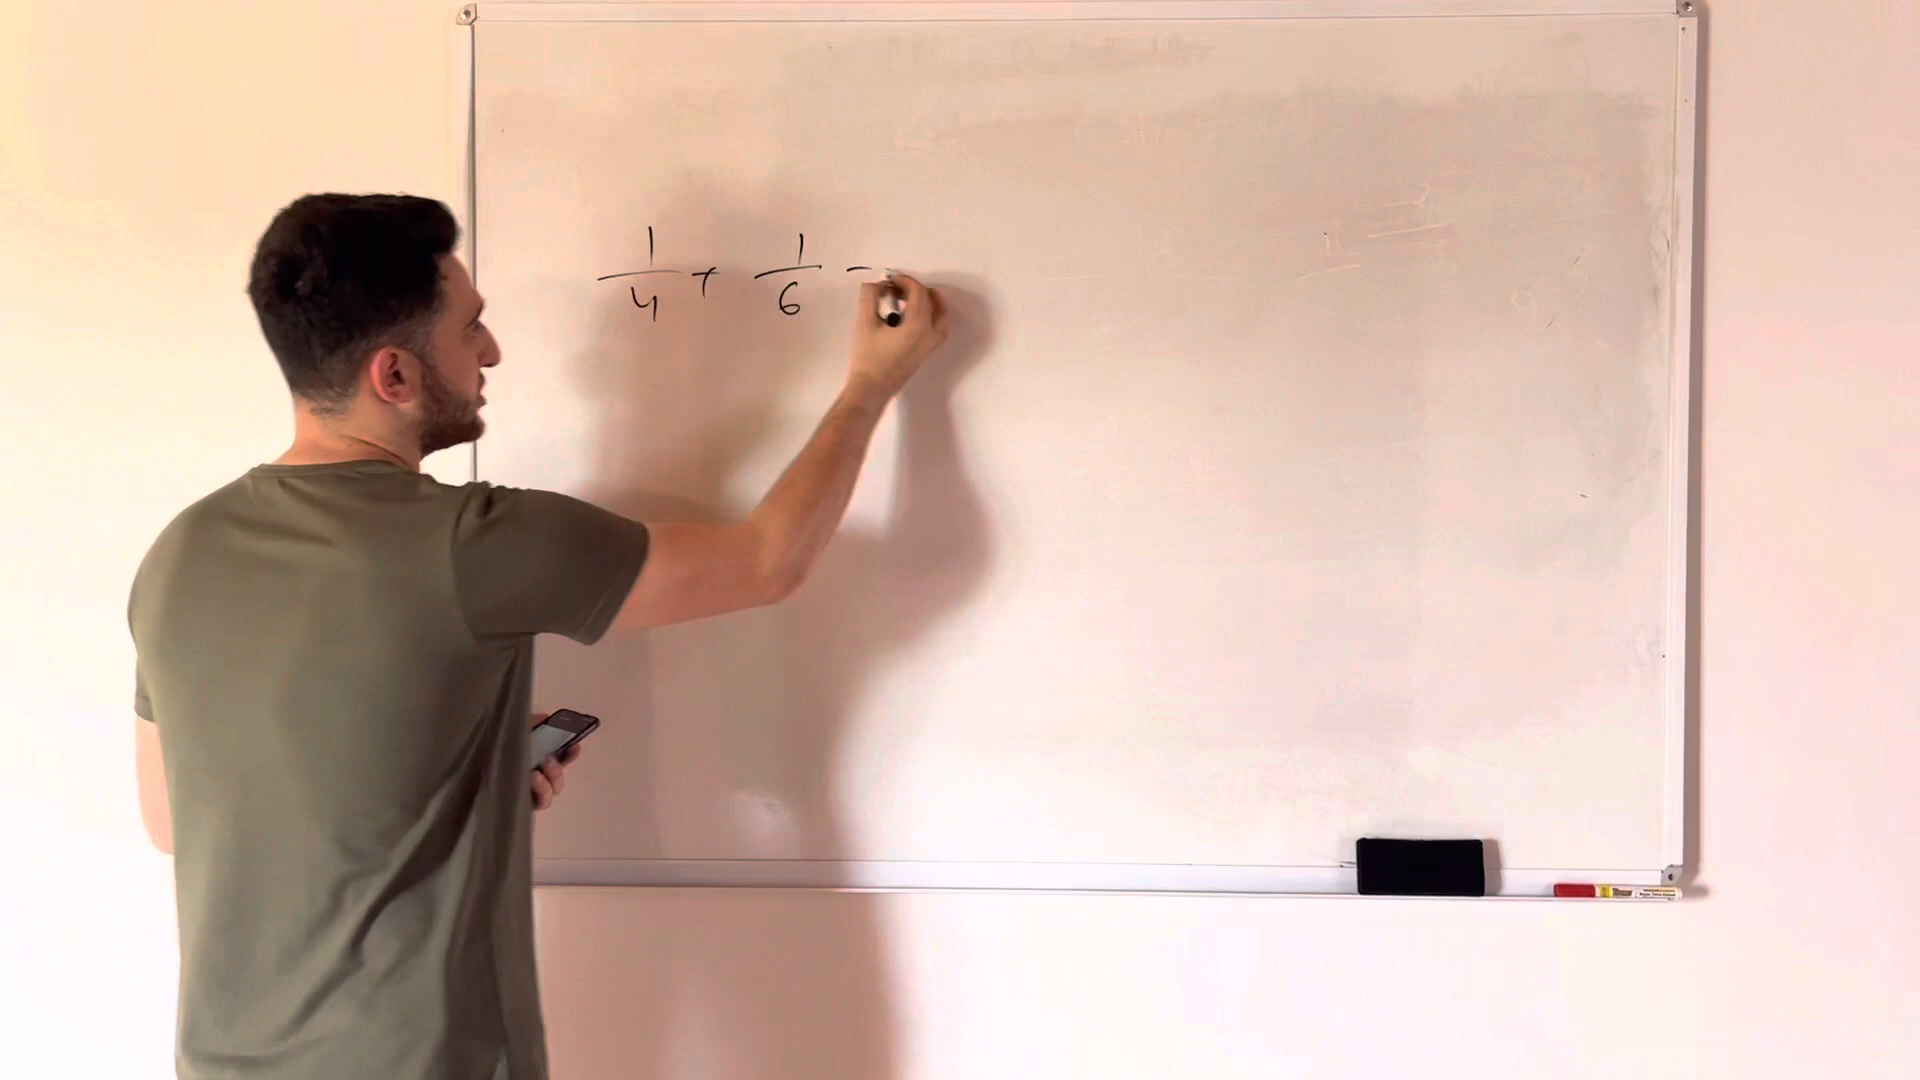 1/4 + 1/6 =